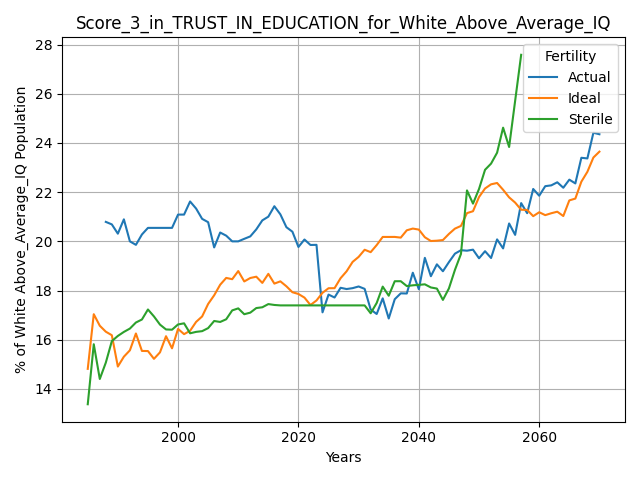 Score_3_in_TRUST_IN_EDUCATION_for_White_Above_Average_IQ
Fertility
Actual
Ideal
Sterile
% of White Above_Average_IQ Population
28
26
24
22
20
18
16
14
2000
2020
2040
2060
Years